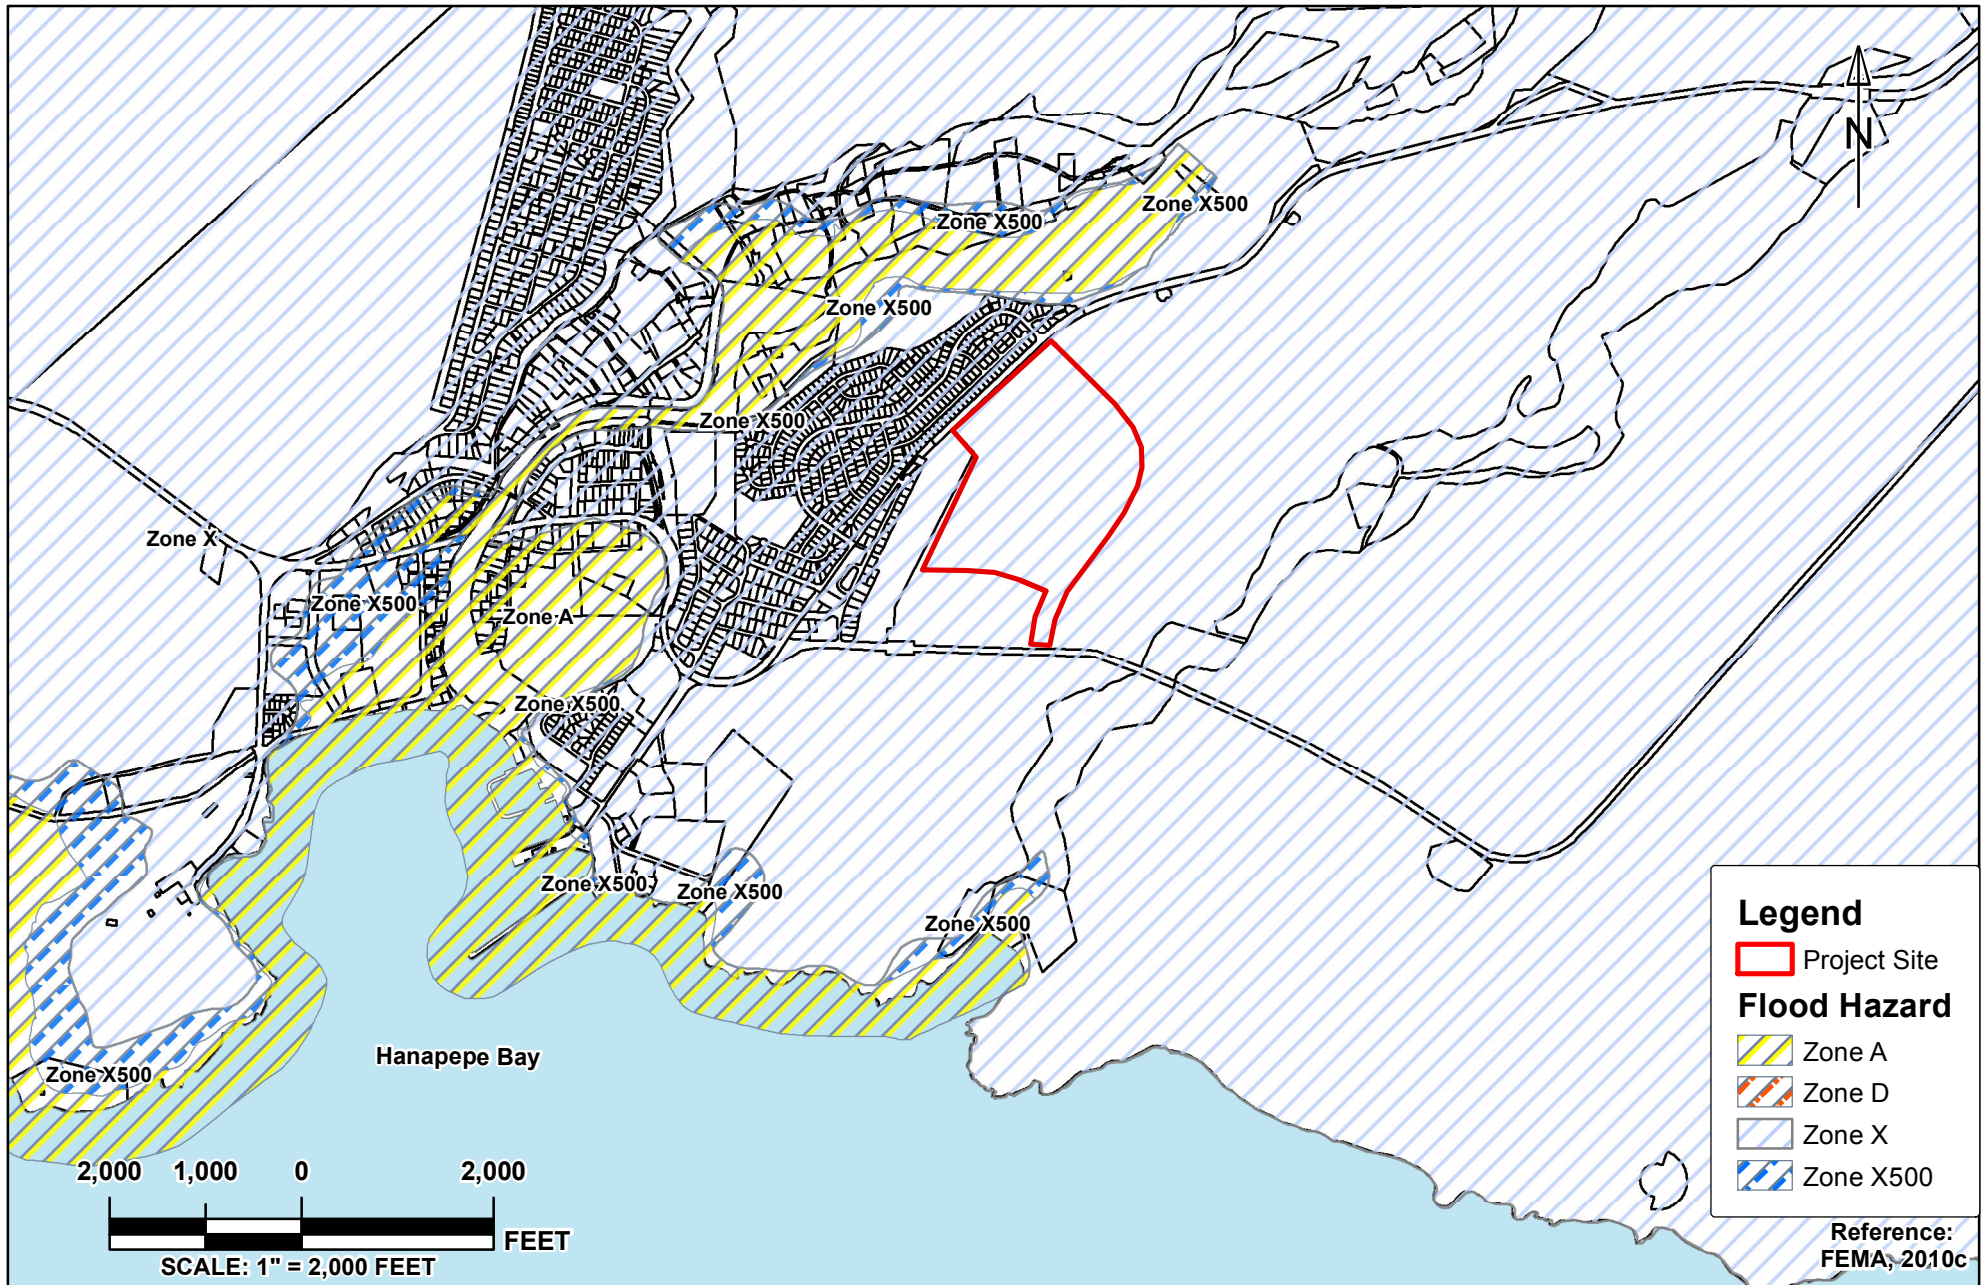 N
Zone X500
Zone X500
Zone X500
Zone X500
Zone X
Zone X500
Zone A
Zone X500
Zone X500
Zone X500
Zone X500
Hanapepe Bay
Zone X500
2,000 1,000 0 2,000
FEET
SCALE: 1" = 2,000 FEET
Legend
Project Site
Flood Hazard
Zone A
Zone D
Zone X
Zone X500
Reference:
FEMA, 2010c